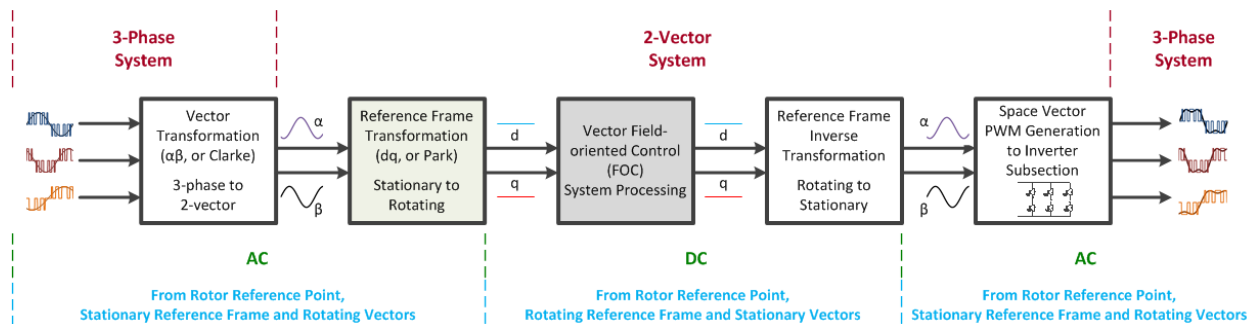 3-Phase
System
2-Vector
System
3-Phase
System
Vector
Transformation
(αβ, or Clarke)
3-phase to
2-vector
α
β
Reference Frame
Transformation
(dq, or Park)
Stationary to
Rotating
d
q
Vector Field-
oriented Control
(FOC)
System Processing
d
q
Reference Frame
Inverse
Transformation
Rotating to
Stationary
α
β
Space Vector
PWM Generation
to Inverter
Subsection
AC
DC
AC
From Rotor Reference Point,
Stationary Reference Frame and Rotating Vectors
From Rotor Reference Point,
Rotating Reference Frame and Stationary Vectors
From Rotor Reference Point,
Stationary Reference Frame and Rotating Vectors